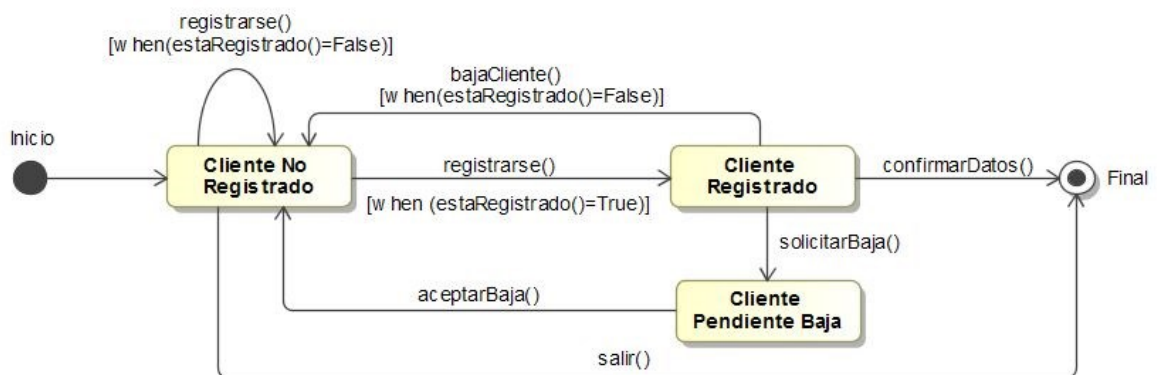 registrarse()
[w hen(estaRegistrado()=False)]
bajaCliente()
[w hen(estaRegistrado()=False)]
Inicio
Cliente No
Registrado
registrarse()
[w hen (estaRegistrado()=True)]
Cliente
Registrado
confirmarDatos()
Final
solicitarBaja()
aceptarBaja()
Cliente
Pendiente Baja
salir()